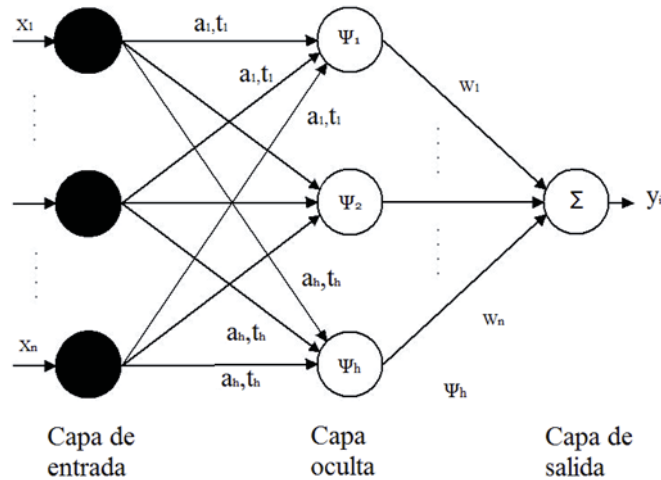 x₁
a₁,t₁
Ψ₁
a₁,t₁
a₁,t₁
w₁
Ψ₂
Σ
yᵢ
aₕ,tₕ
aₕ,tₕ
xₙ
aₕ,tₕ
Ψₕ
wₙ
Ψₕ
Capa de
entrada
Capa
oculta
Capa de
salida